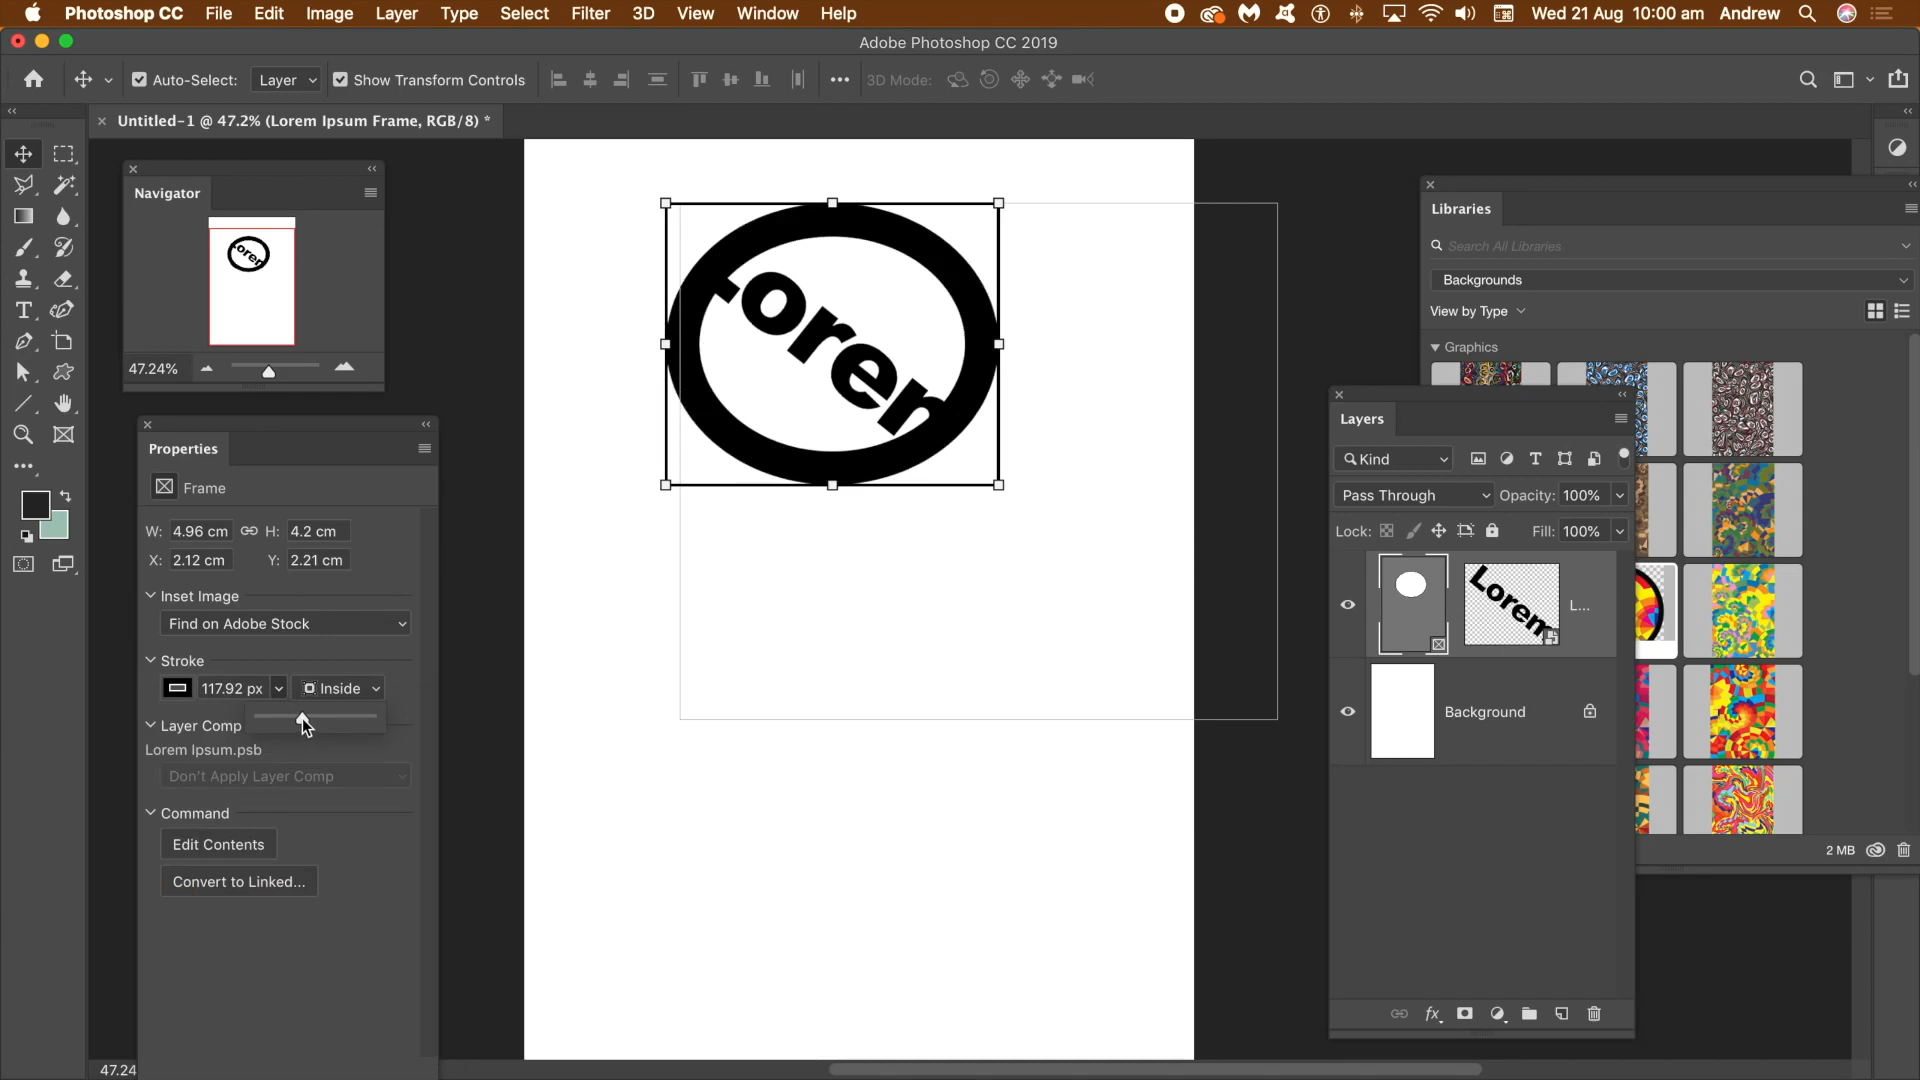 Photoshop CC File Edit Image Layer Type Select Filter 3D View Window Help Wed 21 Aug 10:00 am Andrew
Adobe Photoshop CC 2019
Auto-Select: Layer Show Transform Controls 3D Mode:
Untitled-1 @ 47.2% (Lorem Ipsum Frame, RGB/8) *
Navigator
47.24%
Properties
Frame
W: 4.96 cm H: 4.2 cm
X: 2.12 cm Y: 2.21 cm
Inset Image
Find on Adobe Stock
Stroke
117.92 px Inside
Layer Comp
Lorem Ipsum.psb
Don't Apply Layer Comp
Command
Edit Contents
Convert to Linked...
47.24
Lorem
Libraries
Search All Libraries
Backgrounds
View by Type
Graphics
Layers
Kind
Pass Through Opacity: 100%
Lock: Fill: 100%
Lorem L...
Background
2 MB